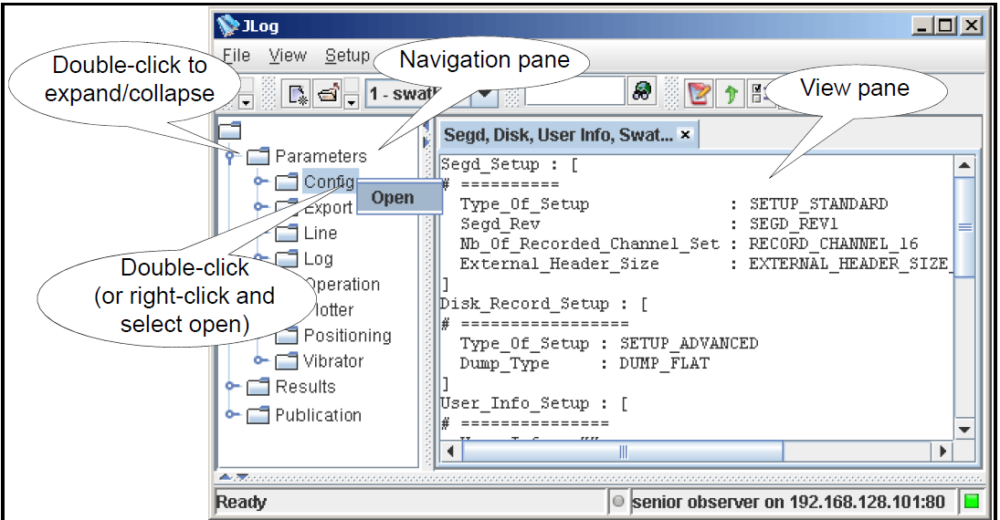 JLog
File View Setup
Double-click to
expand/collapse
Navigation pane
View pane
1 - swath
Segd, Disk, User Info, Swat... ×
Parameters
Config
Open
Export
Line
Log
Operation
Plotter
Positioning
Vibrator
Results
Publication
Double-click
(or right-click and
select open)
Segd_Setup : [
# ==========
Type_Of_Setup : SETUP_STANDARD
Segd_Rev : SEGD_REV1
Nb_Of_Recorded_Channel_Set : RECORD_CHANNEL_16
External_Header_Size : EXTERNAL_HEADER_SIZE_
]
Disk_Record_Setup : [
# =================
Type_Of_Setup : SETUP_ADVANCED
Dump_Type : DUMP_FLAT
]
User_Info_Setup : [
# ===============
Ready
senior observer on 192.168.128.101:80